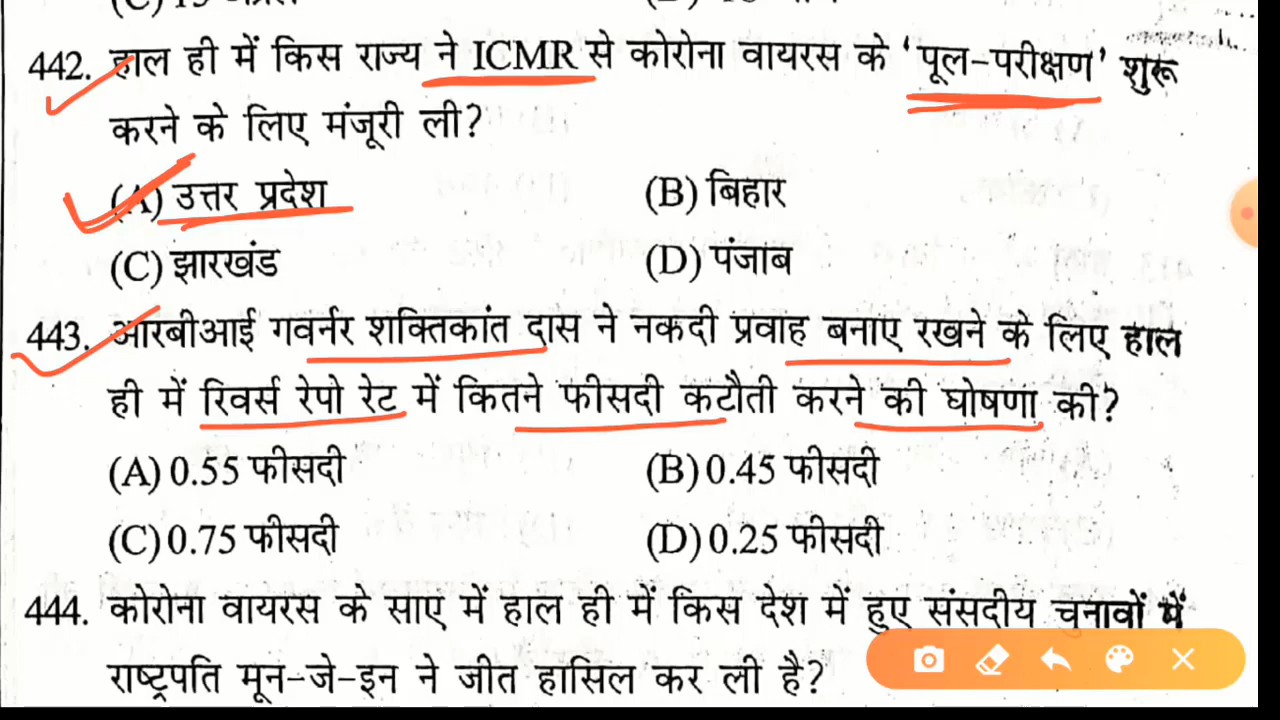 442. हाल ही में किस राज्य ने ICMR से कोरोना वायरस के 'पूल-परीक्षण' शुरू
करने के लिए मंजूरी ली?
(A) उत्तर प्रदेश (B) बिहार
(C) झारखंड (D) पंजाब
443. आरबीआई गवर्नर शक्तिकांत दास ने नकदी प्रवाह बनाए रखने के लिए हाल
ही में रिवर्स रेपो रेट में कितने फीसदी कटौती करने की घोषणा की?
(A) 0.55 फीसदी (B) 0.45 फीसदी
(C) 0.75 फीसदी (D) 0.25 फीसदी
444. कोरोना वायरस के साए में हाल ही में किस देश में हुए संसदीय चुनावों में
राष्ट्रपति मून-जे-इन ने जीत हासिल कर ली है?